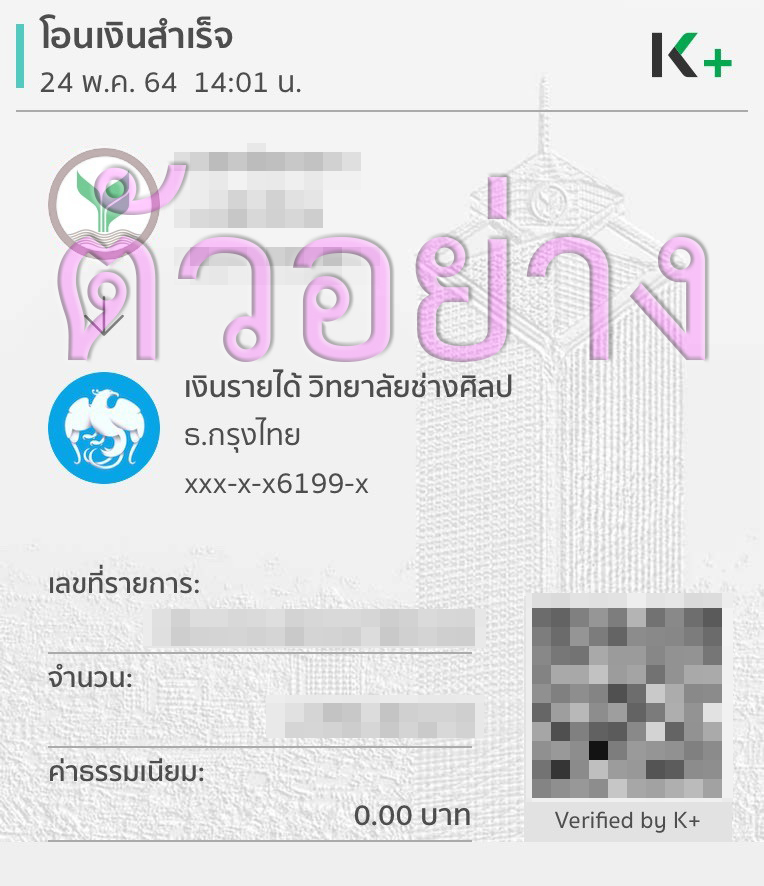 โอนเงินสำเร็จ
24 พ.ค. 64 14:01 น.
K+
ตัวอย่าง
เงินรายได้ วิทยาลัยช่างศิลป
ธ.กรุงไทย
xxx-x-x6199-x
เลขที่รายการ:
จำนวน:
ค่าธรรมเนียม:
0.00 บาท
Verified by K+